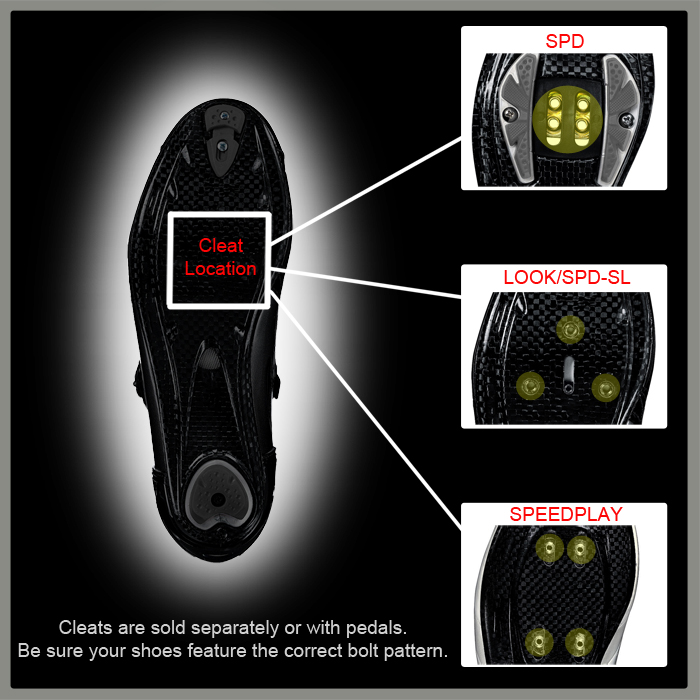 SPD
Cleat
Location
LOOK/SPD-SL
SPEEDPLAY
Cleats are sold separately or with pedals.
Be sure your shoes feature the correct bolt pattern.